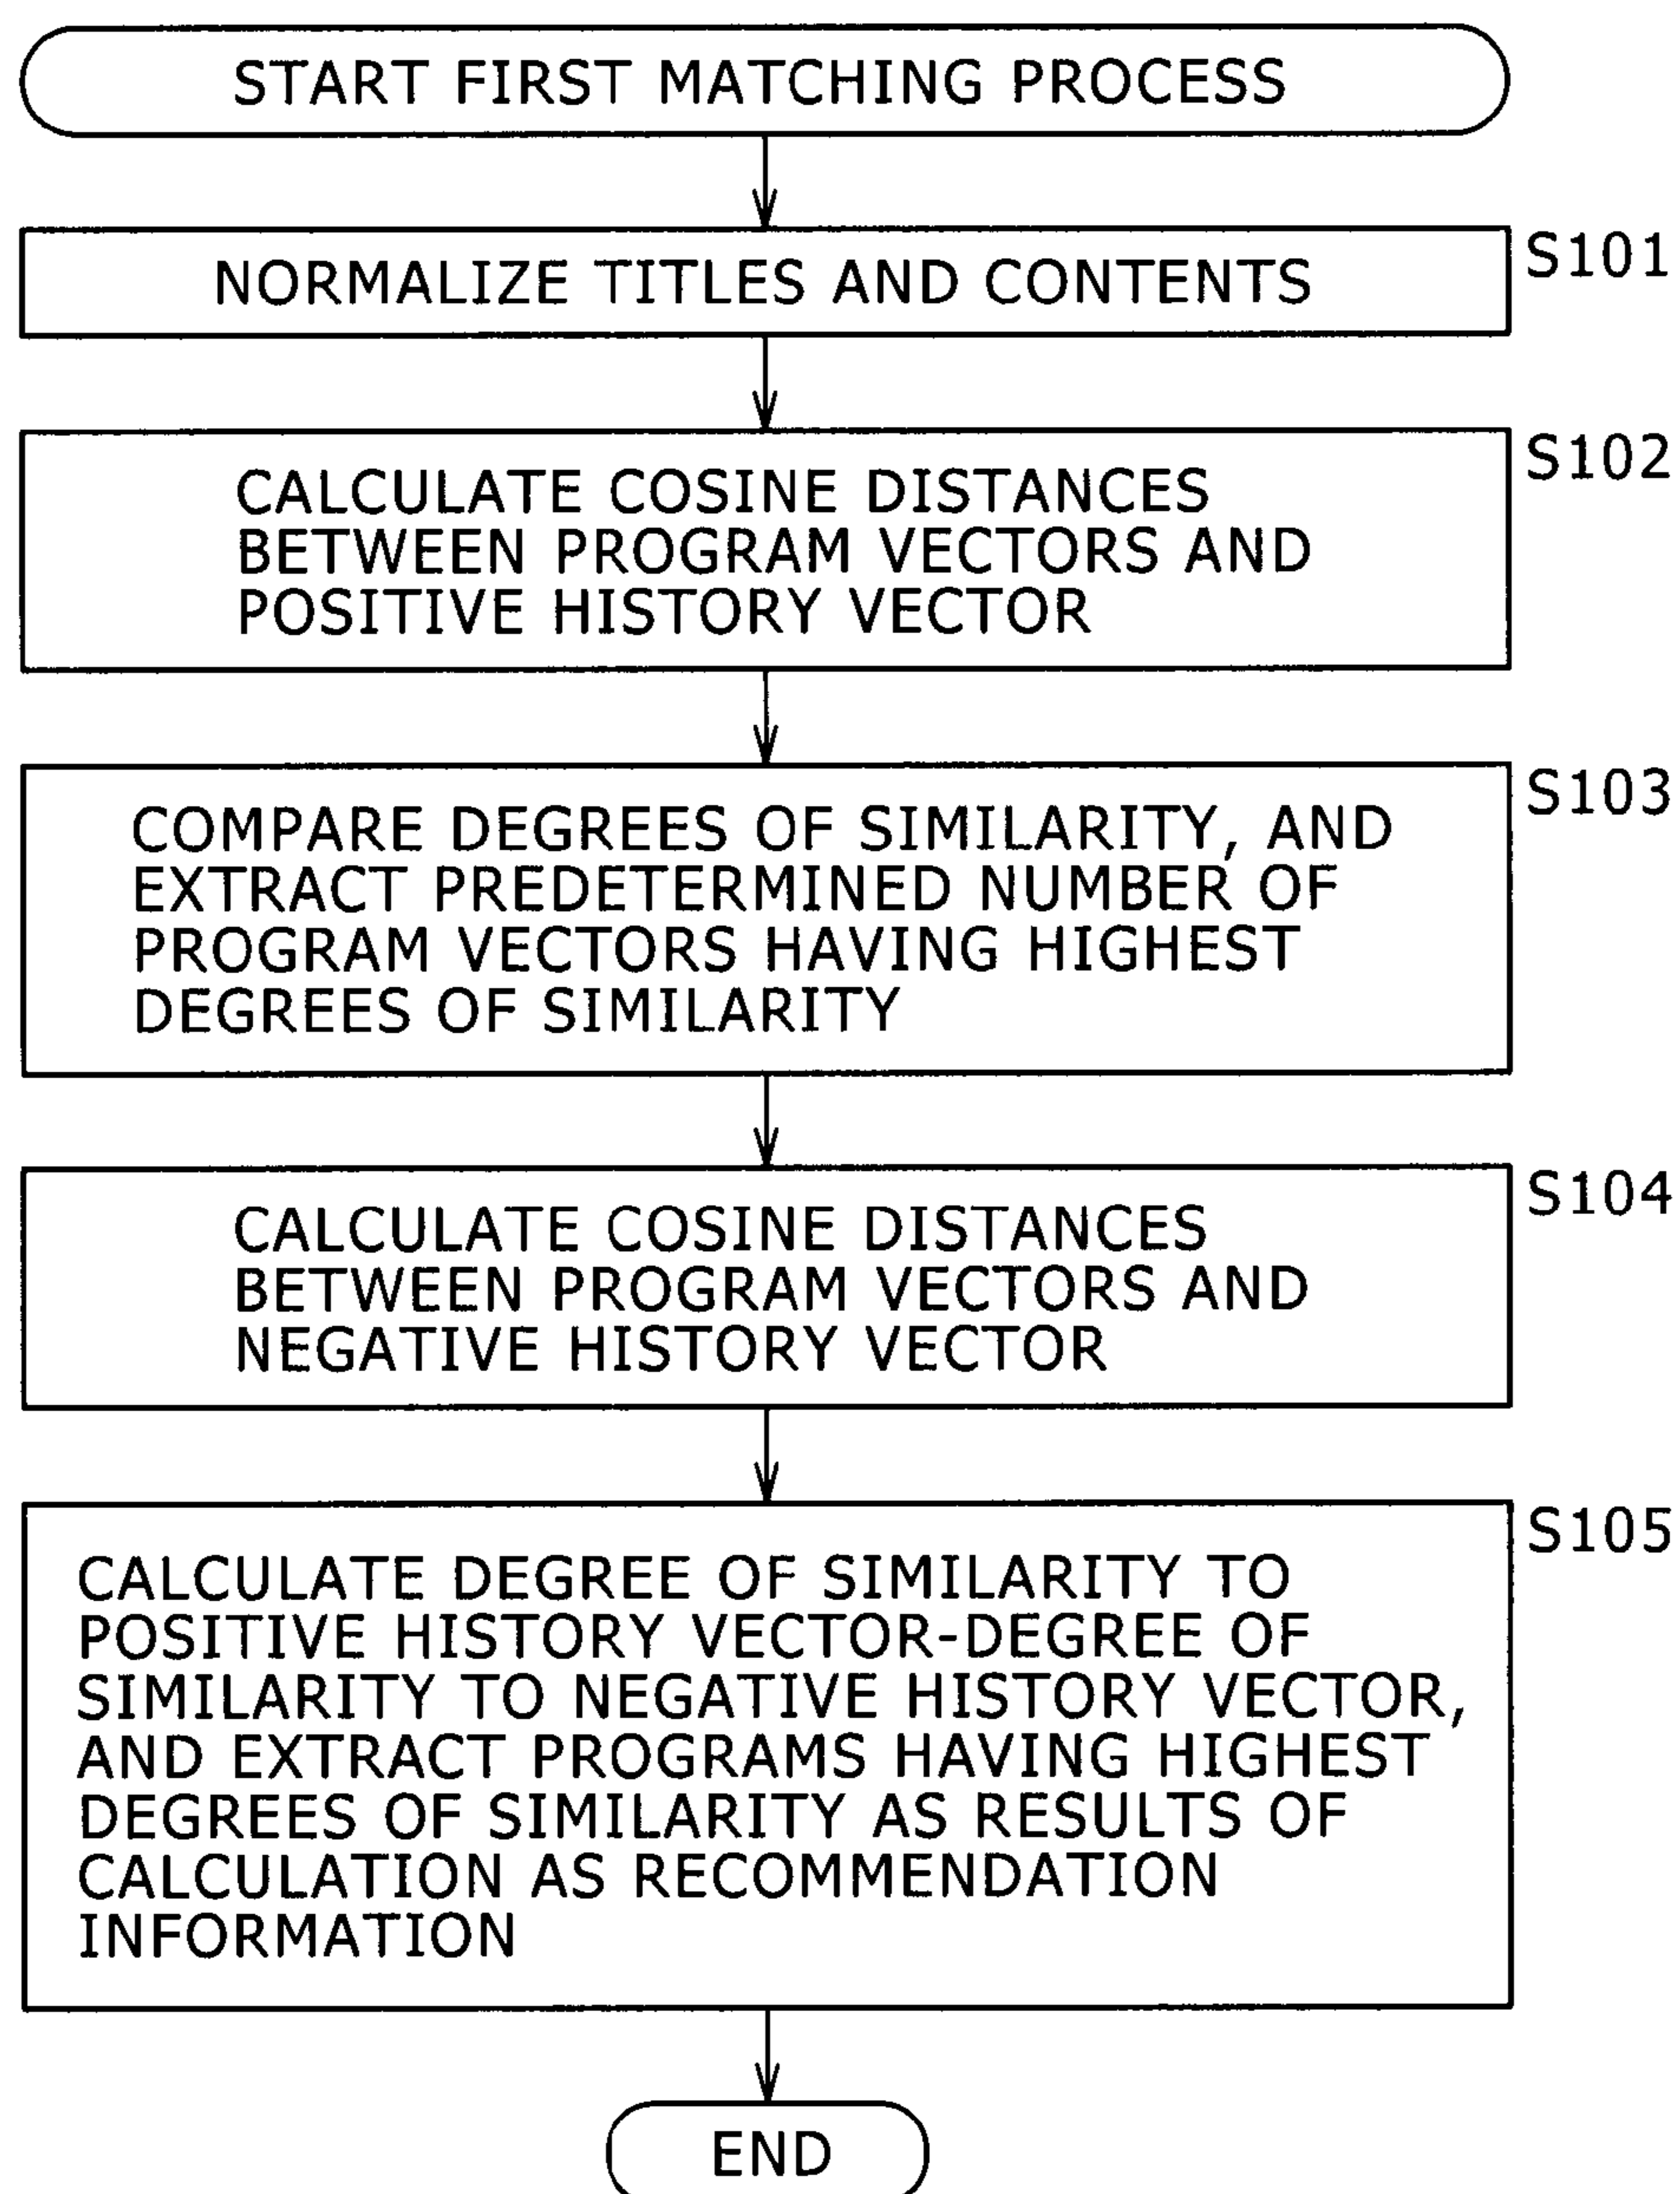 START FIRST MATCHING PROCESS
S101
NORMALIZE TITLES AND CONTENTS
S102
CALCULATE COSINE DISTANCES
BETWEEN PROGRAM VECTORS AND
POSITIVE HISTORY VECTOR
S103
COMPARE DEGREES OF SIMILARITY, AND
EXTRACT PREDETERMINED NUMBER OF
PROGRAM VECTORS HAVING HIGHEST
DEGREES OF SIMILARITY
S104
CALCULATE COSINE DISTANCES
BETWEEN PROGRAM VECTORS AND
NEGATIVE HISTORY VECTOR
S105
CALCULATE DEGREE OF SIMILARITY TO
POSITIVE HISTORY VECTOR-DEGREE OF
SIMILARITY TO NEGATIVE HISTORY VECTOR,
AND EXTRACT PROGRAMS HAVING HIGHEST
DEGREES OF SIMILARITY AS RESULTS OF
CALCULATION AS RECOMMENDATION
INFORMATION
END